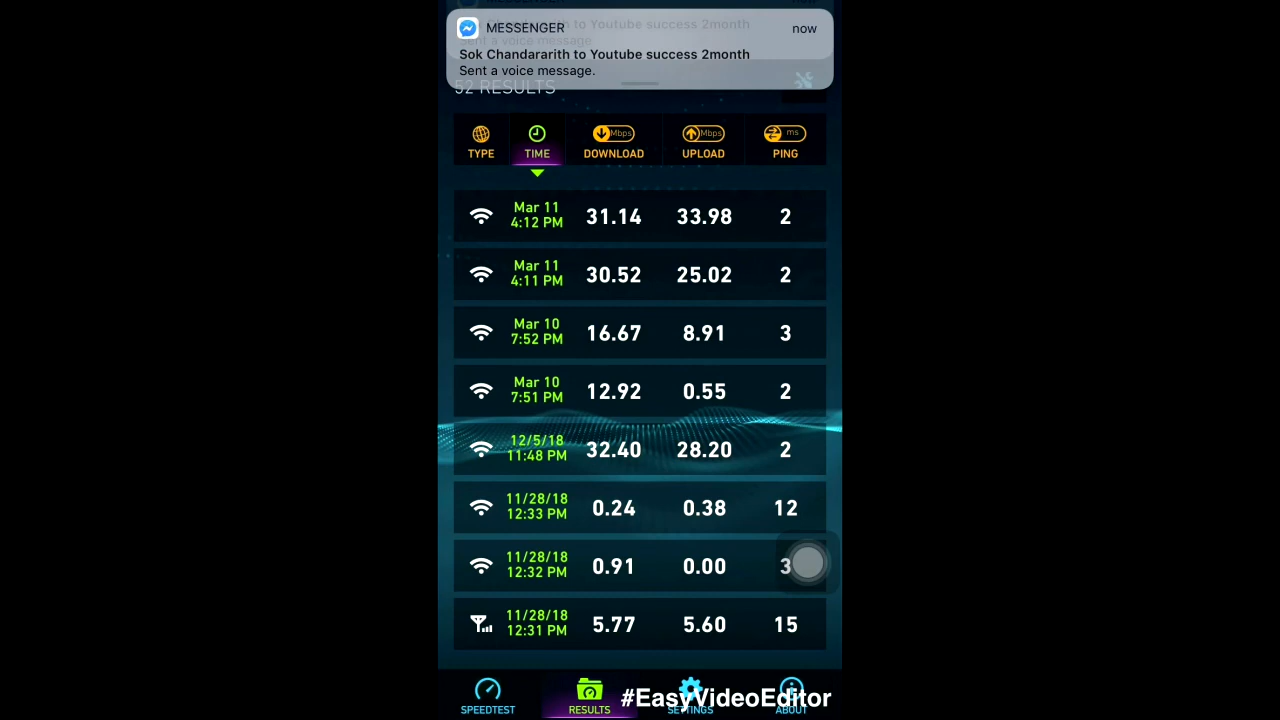 MESSENGER
now
Sok Chandararith to Youtube success 2month
Sent a voice message.
52 RESULTS
TYPE TIME DOWNLOAD UPLOAD PING
Mbps Mbps ms
Mar 11
4:12 PM 31.14 33.98 2
Mar 11
4:11 PM 30.52 25.02 2
Mar 10
7:52 PM 16.67 8.91 3
Mar 10
7:51 PM 12.92 0.55 2
12/5/18
11:48 PM 32.40 28.20 2
11/28/18
12:33 PM 0.24 0.38 12
11/28/18
12:32 PM 0.91 0.00
11/28/18
12:31 PM 5.77 5.60 15
SPEEDTEST RESULTS SETTINGS ABOUT
#EasyVideoEditor